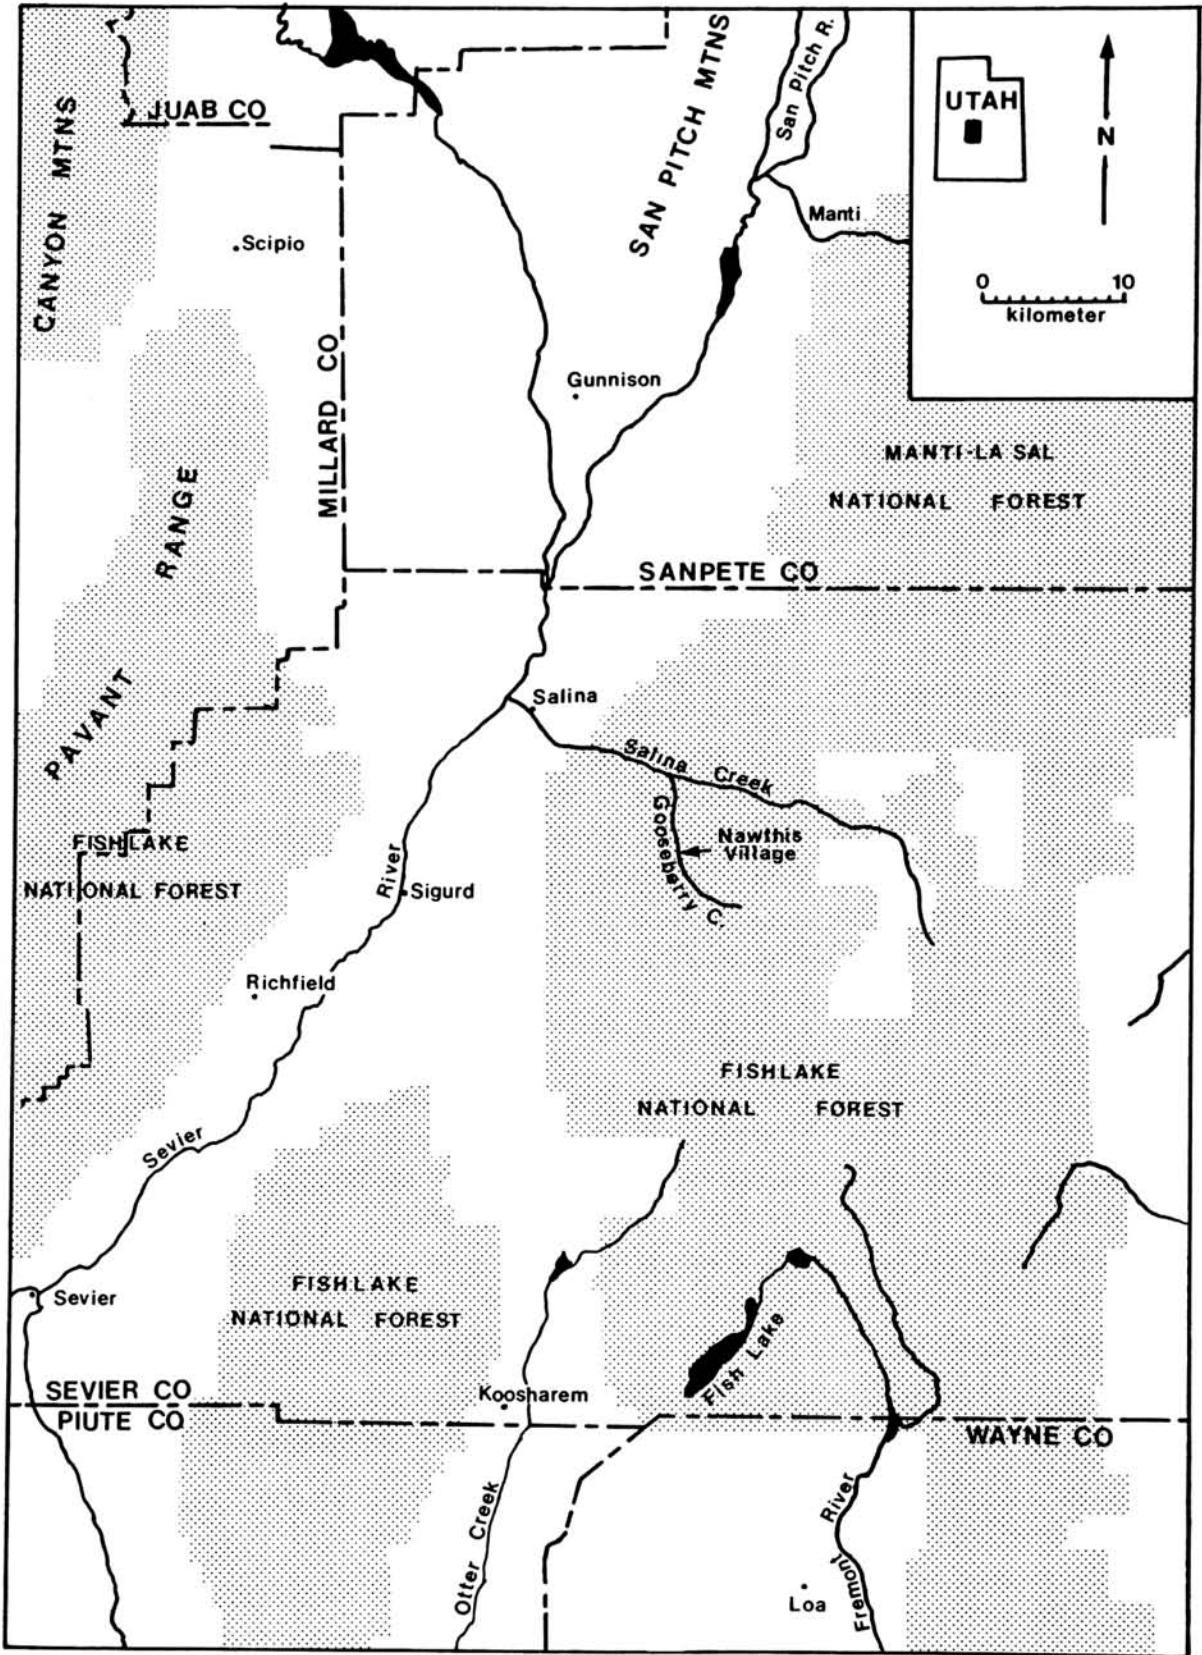 JUAB CO
CANYON MTNS
SAN PITCH MTNS
San Pitch R.
UTAH
N
0 10
kilometer
Manti
Scipio
MILLARD CO
Gunnison
MANTI-LA SAL
NATIONAL FOREST
PAVANT RANGE
SANPETE CO
Salina
Salina Creek
Gooseberry C.
Nawthis
Village
FISHLAKE
NATIONAL FOREST
River
Sigurd
Richfield
FISHLAKE
NATIONAL FOREST
Sevier
Sevier
FISHLAKE
NATIONAL FOREST
Fish Lake
SEVIER CO
PIUTE CO
Koosharem
WAYNE CO
Otter Creek
Fremont River
Loa